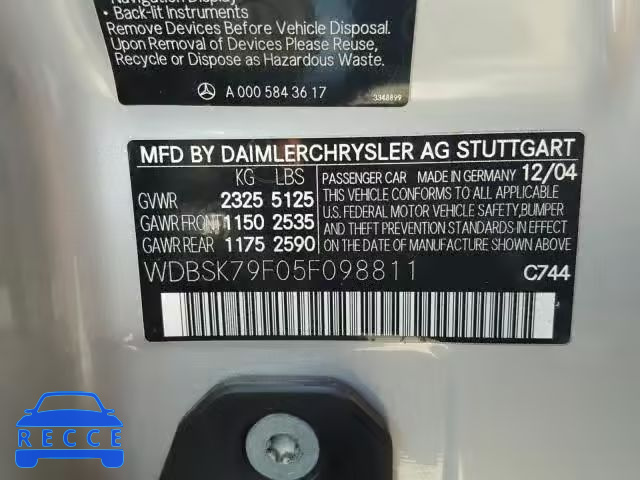 Navigation Display
• Back-lit Instruments
Remove Devices Before Vehicle Disposal.
Upon Removal of Devices Please Reuse,
Recycle or Dispose as Hazardous Waste.
A 000 584 36 17
3348899
MFD BY DAIMLERCHRYSLER AG STUTTGART
KG LBS
GVWR 2325 5125
GAWR FRONT 1150 2535
GAWR REAR 1175 2590
PASSENGER CAR MADE IN GERMANY 12/04
THIS VEHICLE CONFORMS TO ALL APPLICABLE
U.S. FEDERAL MOTOR VEHICLE SAFETY, BUMPER
AND THEFT PREVENTION STANDARDS IN EFFECT
ON THE DATE OF MANUFACTURE SHOWN ABOVE.
WDBSK79F05F098811
C744
RECCE